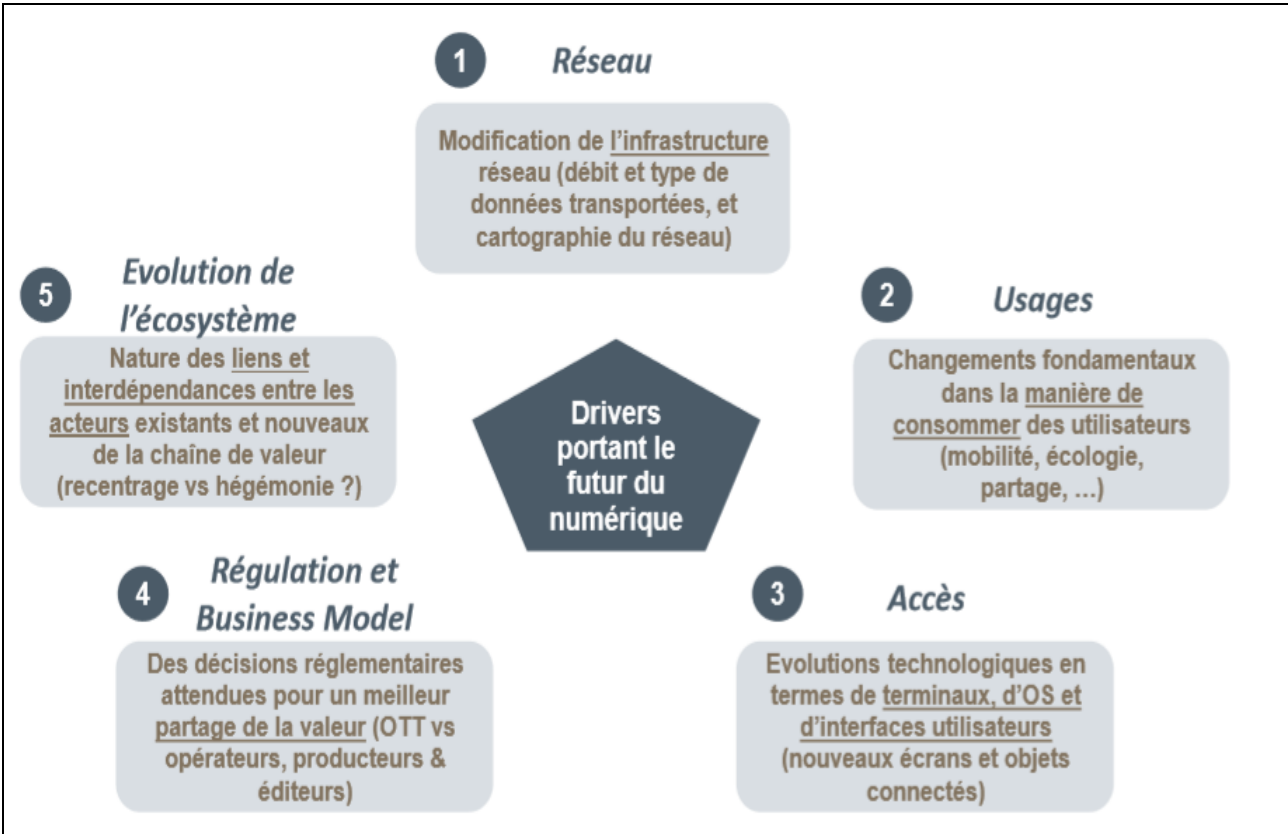 1
Réseau
Modification de l'infrastructure
réseau (débit et type de
données transportées, et
cartographie du réseau)
2
Usages
Changements fondamentaux
dans la manière de
consommer des utilisateurs
(mobilité, écologie,
partage, ...)
3
Accès
Evolutions technologiques en
termes de terminaux, d'OS et
d'interfaces utilisateurs
(nouveaux écrans et objets
connectés)
4
Régulation et
Business Model
Des décisions réglementaires
attendues pour un meilleur
partage de la valeur (OTT vs
opérateurs, producteurs &
éditeurs)
5
Evolution de
l'écosystème
Nature des liens et
interdépendances entre les
acteurs existants et nouveaux
de la chaîne de valeur
(recentrage vs hégémonie ?)
Drivers
portant le
futur du
numérique